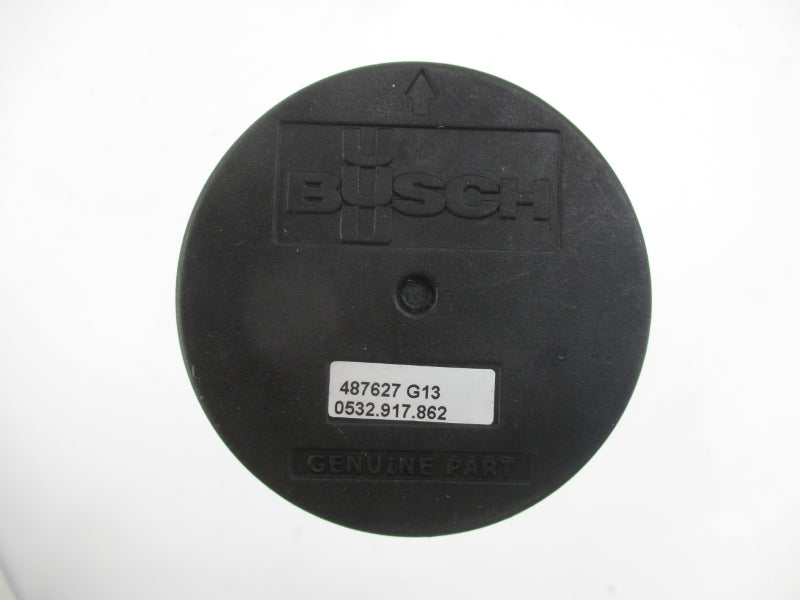 U
BUSCH
U
487627 G13
0532.917.862
GENUINE PART